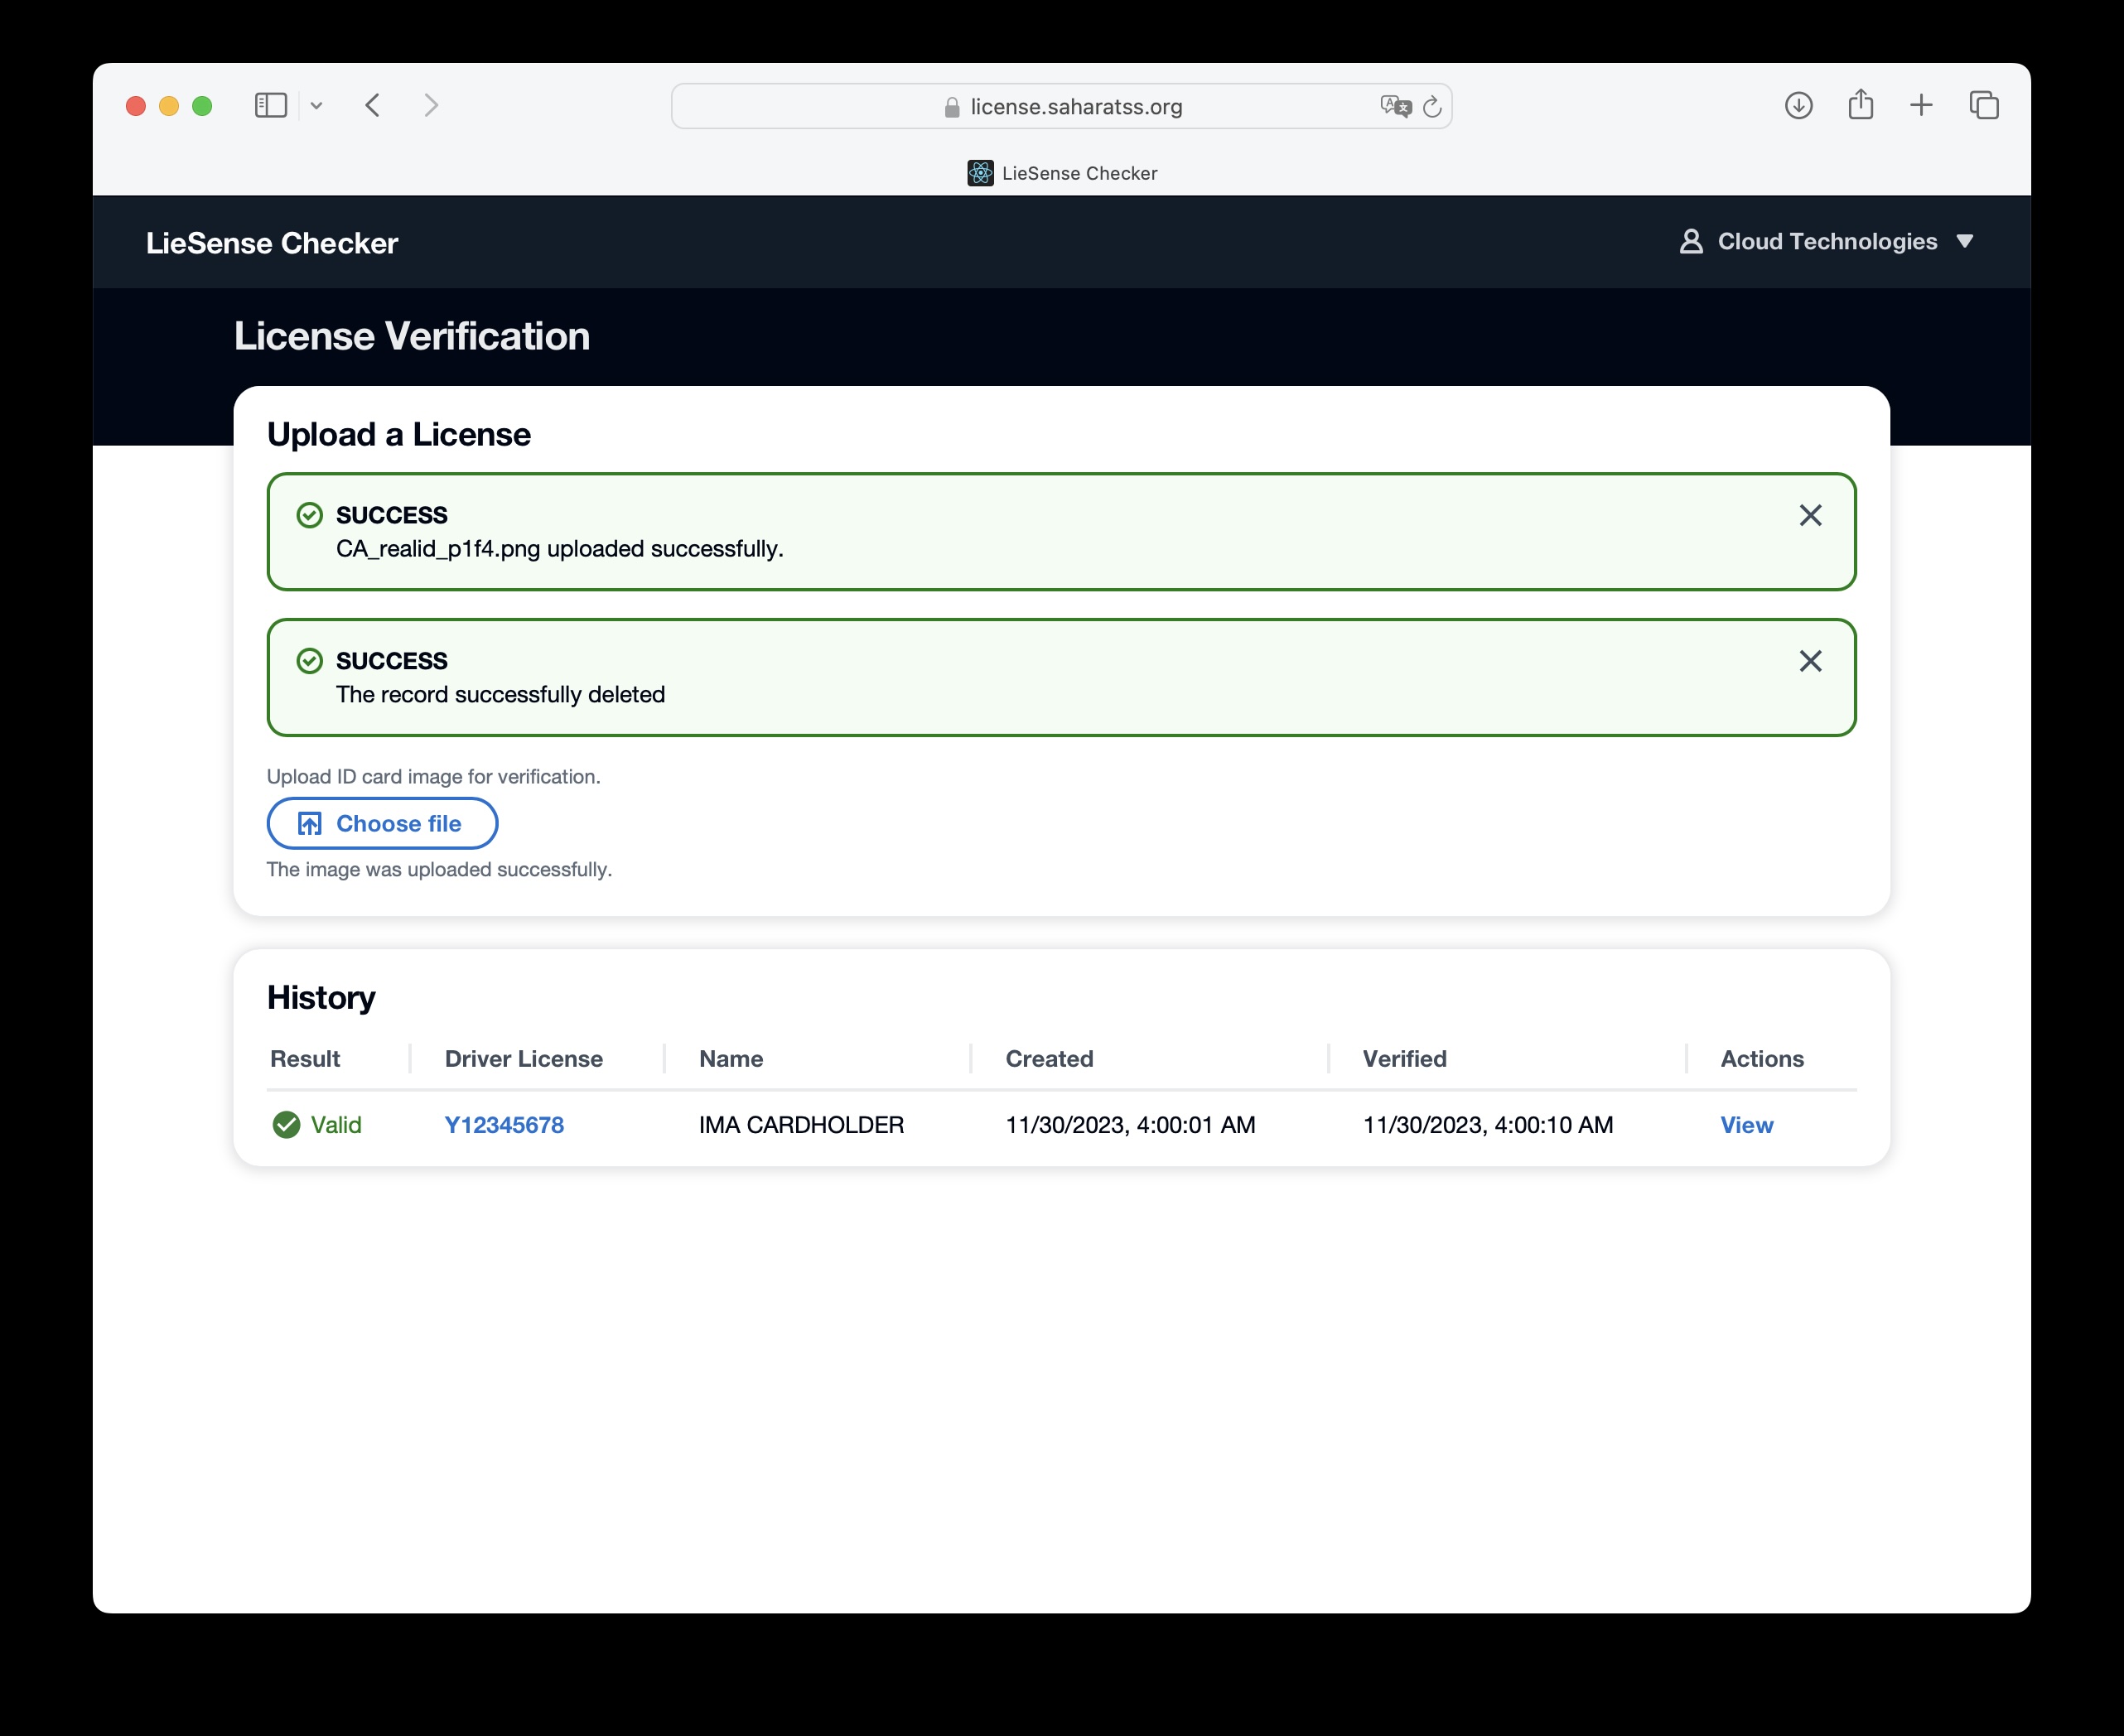 license.saharatss.org
LieSense Checker
LieSense Checker
Cloud Technologies
License Verification
Upload a License
SUCCESS
CA_realid_p1f4.png uploaded successfully.
SUCCESS
The record successfully deleted
Upload ID card image for verification.
Choose file
The image was uploaded successfully.
History
Result Driver License Name Created Verified Actions
Valid Y12345678 IMA CARDHOLDER 11/30/2023, 4:00:01 AM 11/30/2023, 4:00:10 AM View